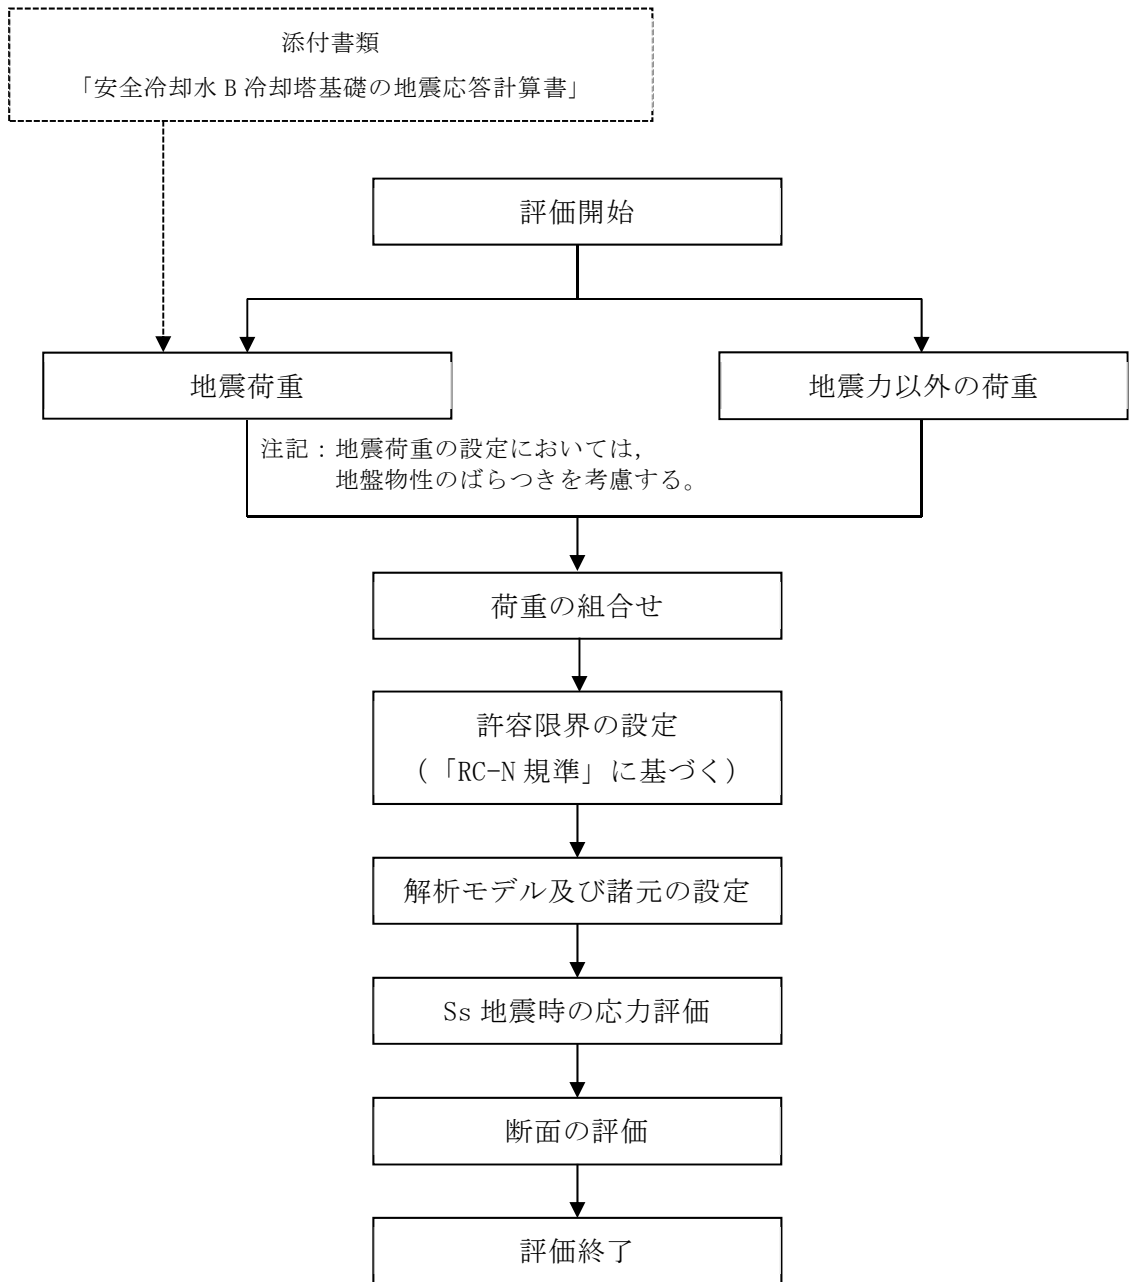 添付書類
「安全冷却水 B 冷却塔基礎の地震応答計算書」
評価開始
地震荷重
地震力以外の荷重
注記：地震荷重の設定においては，
地盤物性のばらつきを考慮する。
荷重の組合せ
許容限界の設定
（「RC-N 規準」に基づく）
解析モデル及び諸元の設定
Ss 地震時の応力評価
断面の評価
評価終了